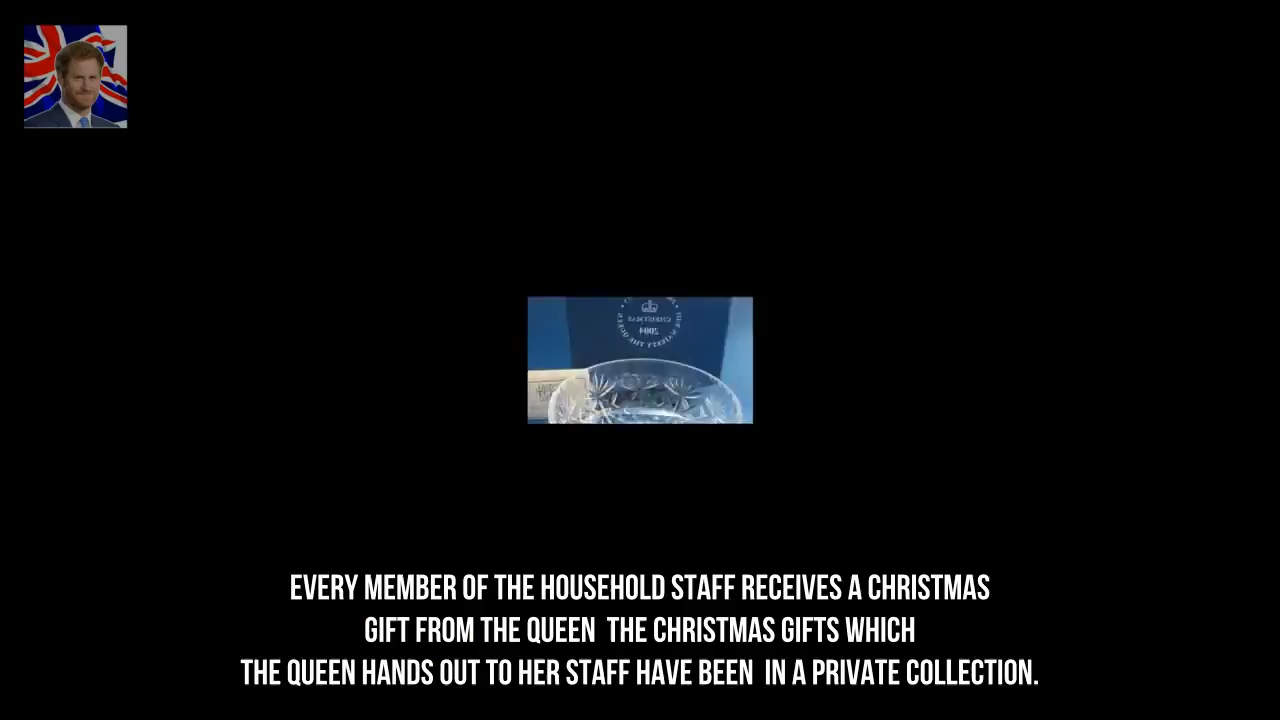 EVERY MEMBER OF THE HOUSEHOLD STAFF RECEIVES A CHRISTMAS
GIFT FROM THE QUEEN THE CHRISTMAS GIFTS WHICH
THE QUEEN HANDS OUT TO HER STAFF HAVE BEEN IN A PRIVATE COLLECTION.